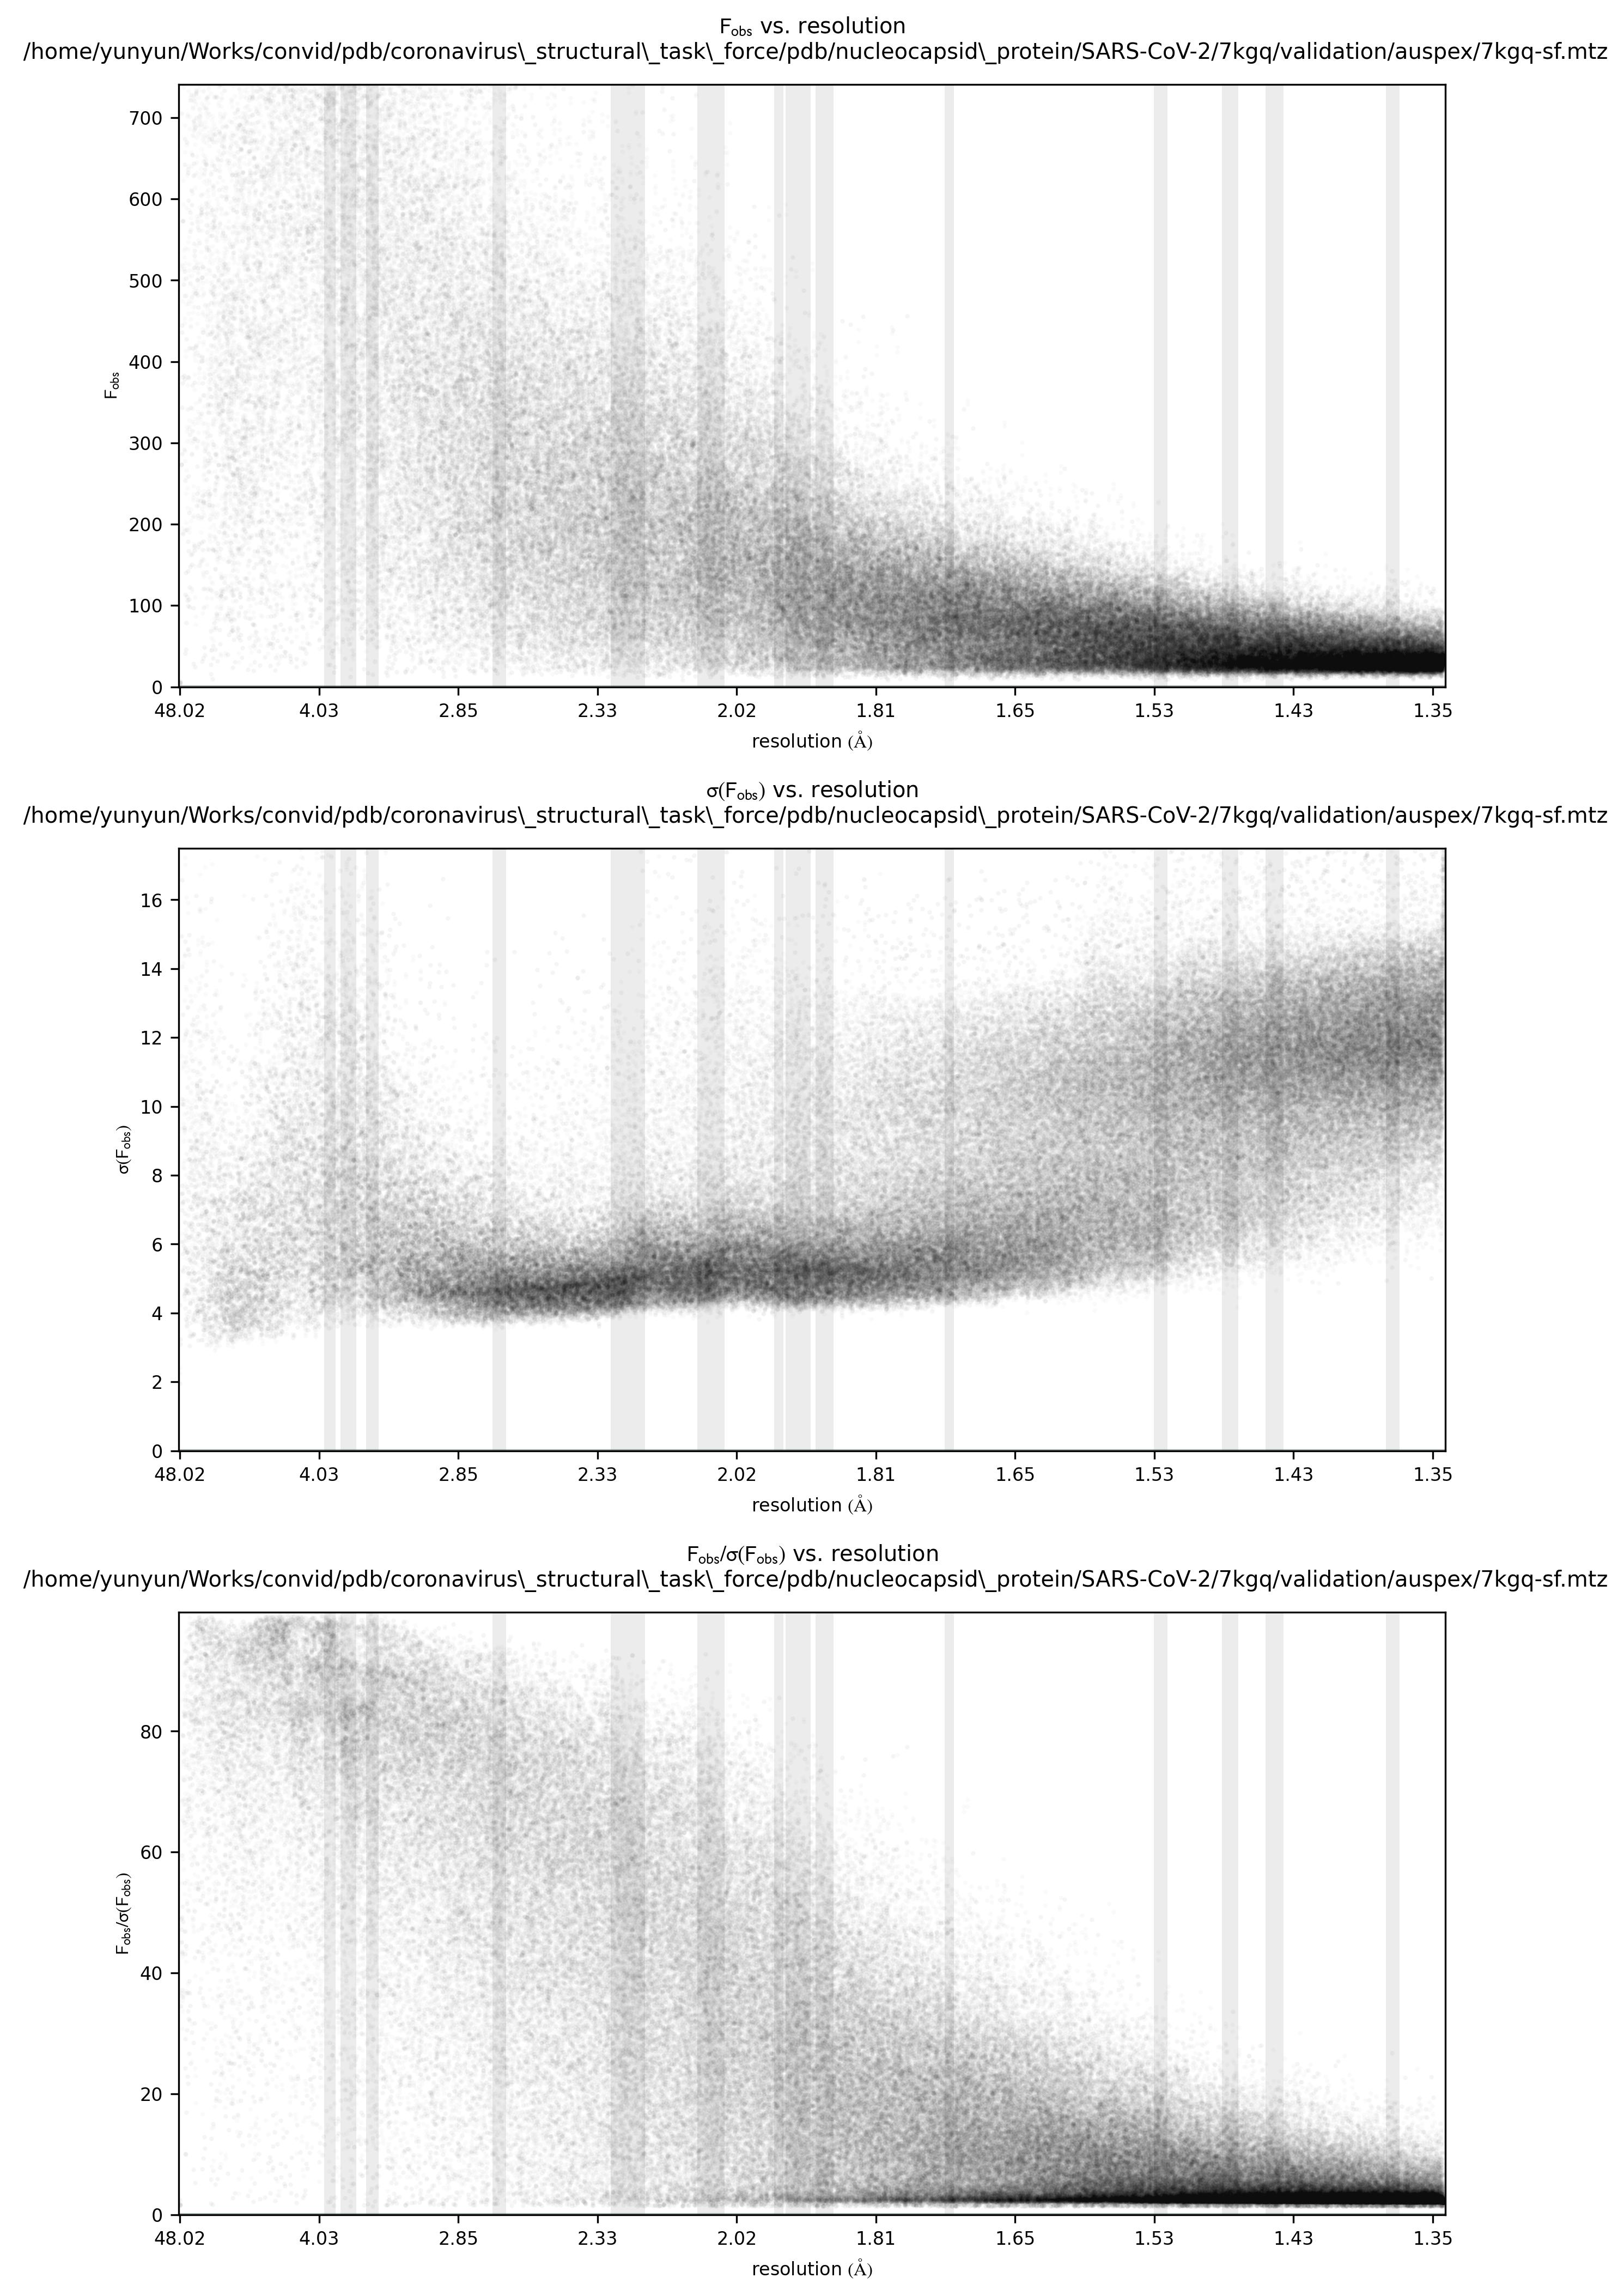 Fobs vs. resolution
/home/yunyun/Works/convid/pdb/coronavirus\_structural\_task\_force/pdb/nucleocapsid\_protein/SARS-CoV-2/7kgq/validation/auspex/7kgq-sf.mtz
700
600
500
400
300
200
100
0
Fobs
48.02 4.03 2.85 2.33 2.02 1.81 1.65 1.53 1.43 1.35
resolution (Å)
σ(Fobs) vs. resolution
/home/yunyun/Works/convid/pdb/coronavirus\_structural\_task\_force/pdb/nucleocapsid\_protein/SARS-CoV-2/7kgq/validation/auspex/7kgq-sf.mtz
16
14
12
10
8
6
4
2
0
σ(Fobs)
48.02 4.03 2.85 2.33 2.02 1.81 1.65 1.53 1.43 1.35
resolution (Å)
Fobs/σ(Fobs) vs. resolution
/home/yunyun/Works/convid/pdb/coronavirus\_structural\_task\_force/pdb/nucleocapsid\_protein/SARS-CoV-2/7kgq/validation/auspex/7kgq-sf.mtz
80
60
40
20
0
Fobs/σ(Fobs)
48.02 4.03 2.85 2.33 2.02 1.81 1.65 1.53 1.43 1.35
resolution (Å)